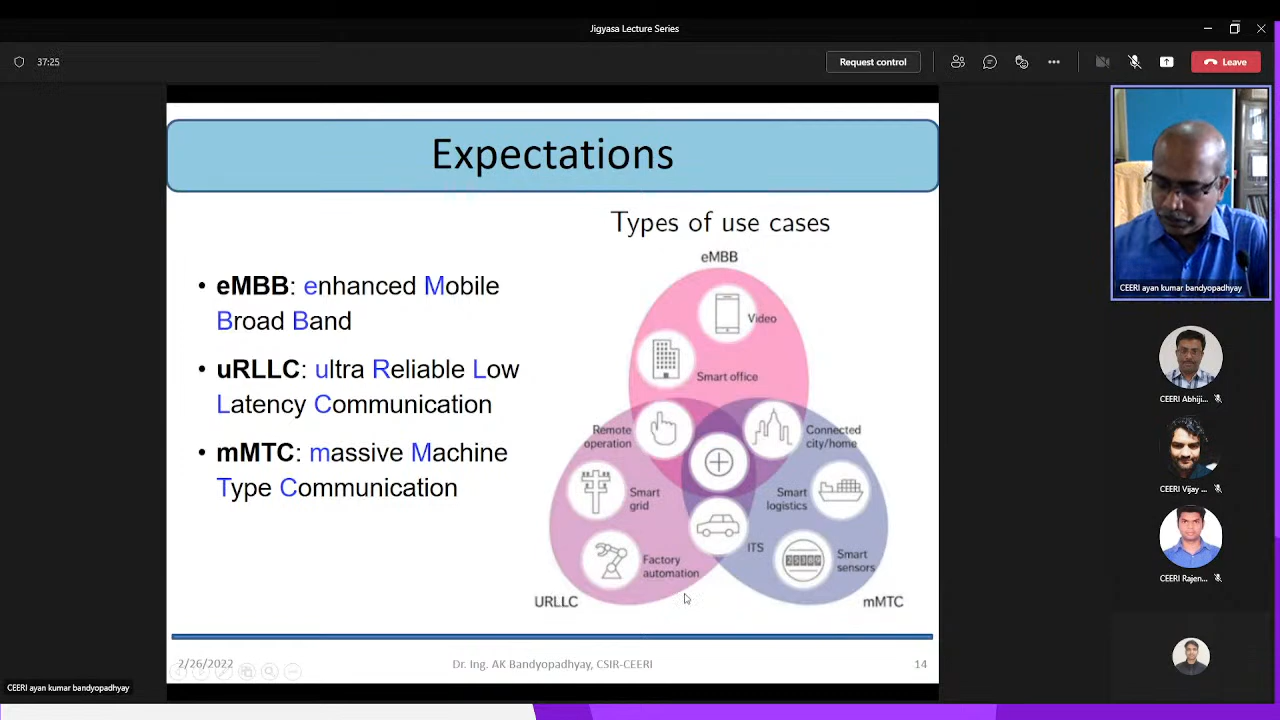 Jigyasa Lecture Series
37:25
Request control
Leave
Expectations
Types of use cases
• eMBB: enhanced Mobile
Broad Band
• uRLLC: ultra Reliable Low
Latency Communication
• mMTC: massive Machine
Type Communication
eMBB
Video
Smart office
Remote
operation
Connected
city/home
Smart
grid
Smart
logistics
ITS
Factory
automation
Smart
sensors
URLLC
mMTC
2/26/2022
Dr. Ing. AK Bandyopadhyay, CSIR-CEERI
14
CEERI ayan kumar bandyopadhyay
CEERI ayan kumar bandyopadhyay
CEERI Abhiji...
CEERI Vijay ...
CEERI Rajen...